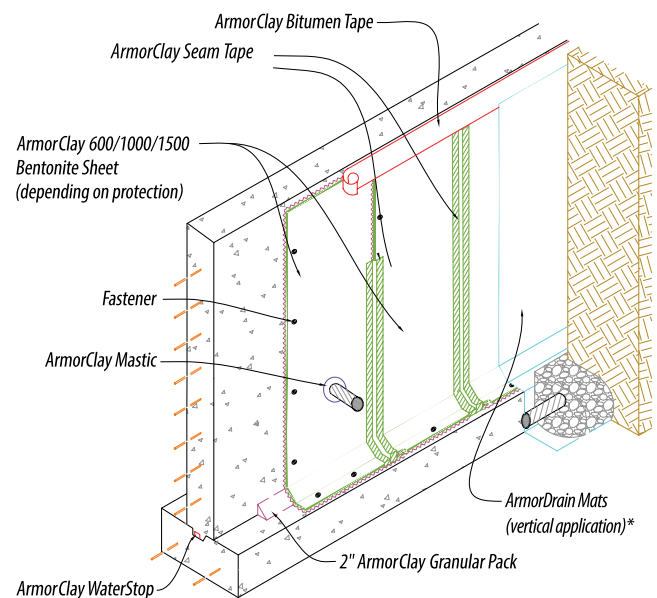 ArmorClay Bitumen Tape
ArmorClay Seam Tape
ArmorClay 600/1000/1500
Bentonite Sheet
(depending on protection)
Fastener
ArmorClay Mastic
ArmorDrain Mats
(vertical application)*
2" ArmorClay Granular Pack
ArmorClay WaterStop